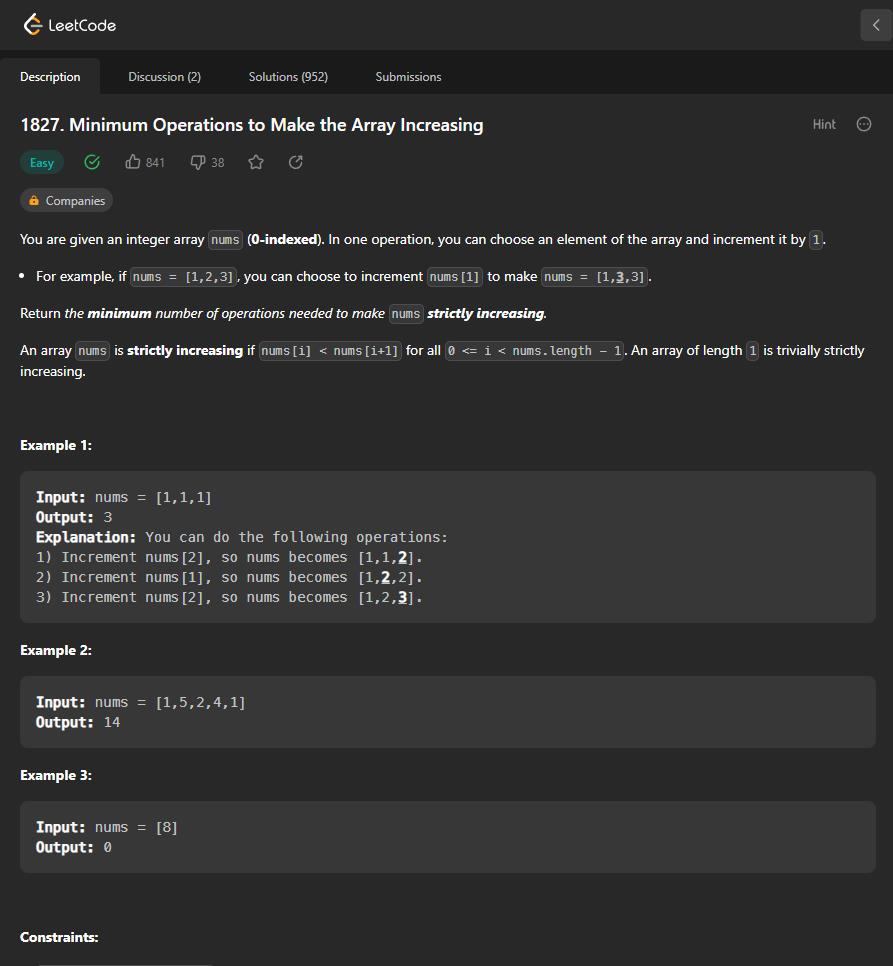 LeetCode
Description Discussion (2) Solutions (952) Submissions
1827. Minimum Operations to Make the Array Increasing Hint
Easy 841 38
Companies
You are given an integer array nums (0-indexed). In one operation, you can choose an element of the array and increment it by 1.
• For example, if nums = [1,2,3], you can choose to increment nums[1] to make nums = [1,3,3].
Return the minimum number of operations needed to make nums strictly increasing.
An array nums is strictly increasing if nums[i] < nums[i+1] for all 0 <= i < nums.length - 1. An array of length 1 is trivially strictly
increasing.
Example 1:
Input: nums = [1,1,1]
Output: 3
Explanation: You can do the following operations:
1) Increment nums[2], so nums becomes [1,1,2].
2) Increment nums[1], so nums becomes [1,2,2].
3) Increment nums[2], so nums becomes [1,2,3].
Example 2:
Input: nums = [1,5,2,4,1]
Output: 14
Example 3:
Input: nums = [8]
Output: 0
Constraints: